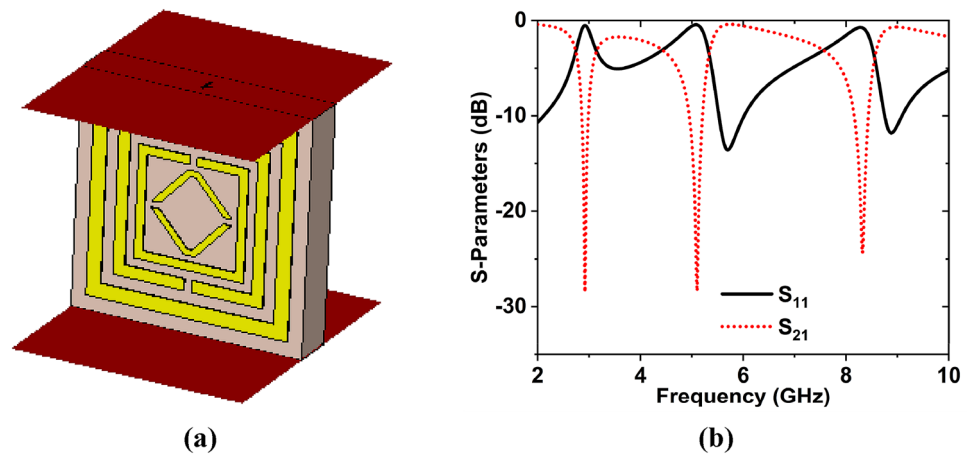 0
-10
-20
-30
S-Parameters (dB)
S11
S21
2 4 6 8 10
Frequency (GHz)
(a) (b)